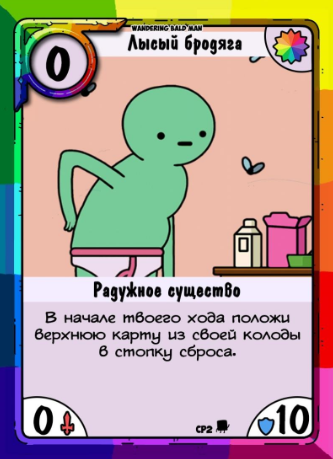 WANDERING BALD MAN
0
Лысый бродяга
Радужное существо
В начале твоего хода положи
верхнюю карту из своей колоды
в стопку сброса.
0
CP2
10